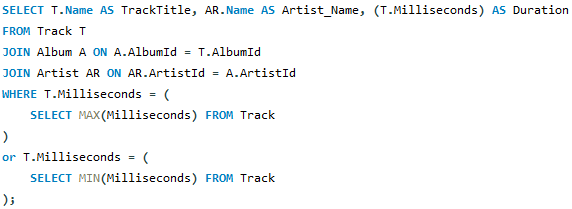 SELECT T.Name AS TrackTitle, AR.Name AS Artist_Name, (T.Milliseconds) AS Duration
FROM Track T
JOIN Album A ON A.AlbumId = T.AlbumId
JOIN Artist AR ON AR.ArtistId = A.ArtistId
WHERE T.Milliseconds = (
    SELECT MAX(Milliseconds) FROM Track
)
or T.Milliseconds = (
    SELECT MIN(Milliseconds) FROM Track
);